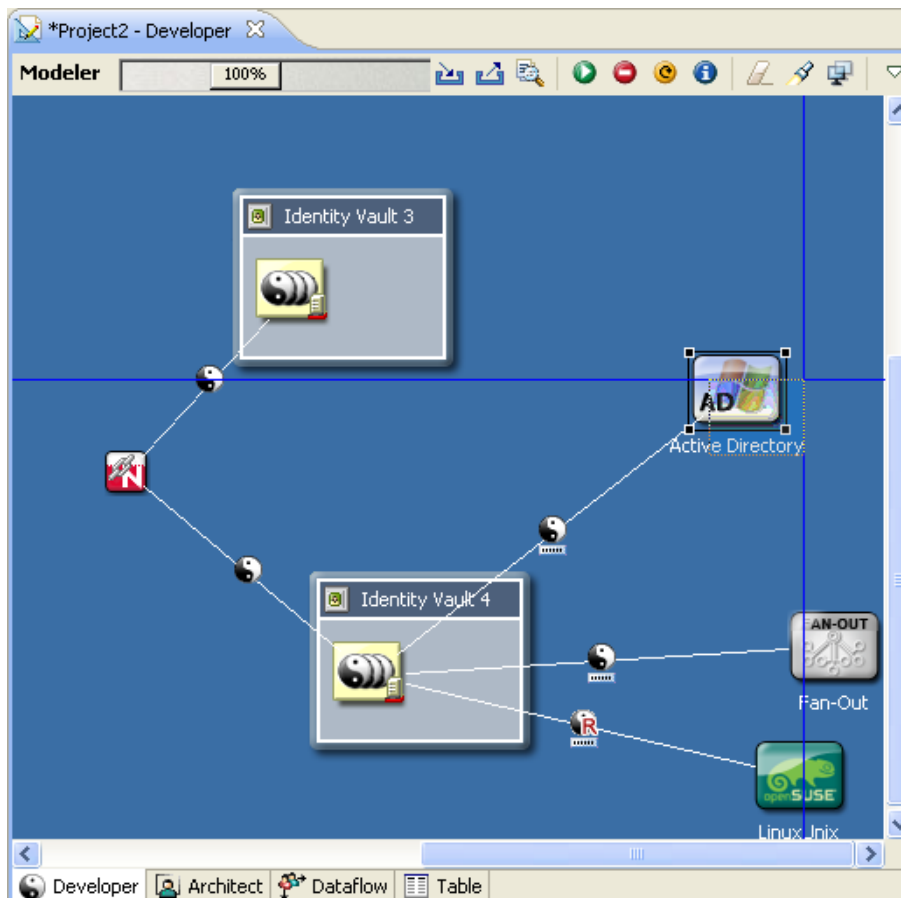 *Project2 - Developer
Modeler
100%
Identity Vault 3
AD
Active Directory
N
Identity Vault 4
FAN-OUT
Fan-Out
R
openSUSE
Linux Unix
Developer
Architect
Dataflow
Table